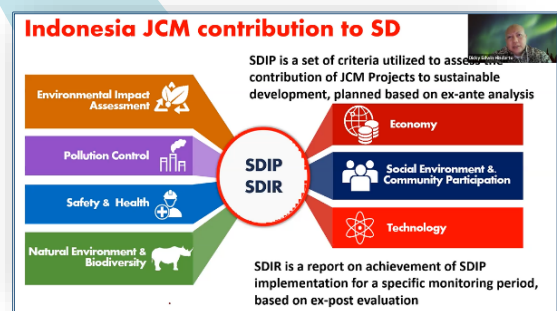 Indonesia JCM contribution to SD
SDIP is a set of criteria utilized to assess the
contribution of JCM Projects to sustainable
development, planned based on ex-ante analysis
Environmental Impact
Assessment
Pollution Control
Safety & Health
Natural Environment &
Biodiversity
SDIP
SDIR
Economy
Social Environment &
Community Participation
Technology
SDIR is a report on achievement of SDIP
implementation for a specific monitoring period,
based on ex-post evaluation